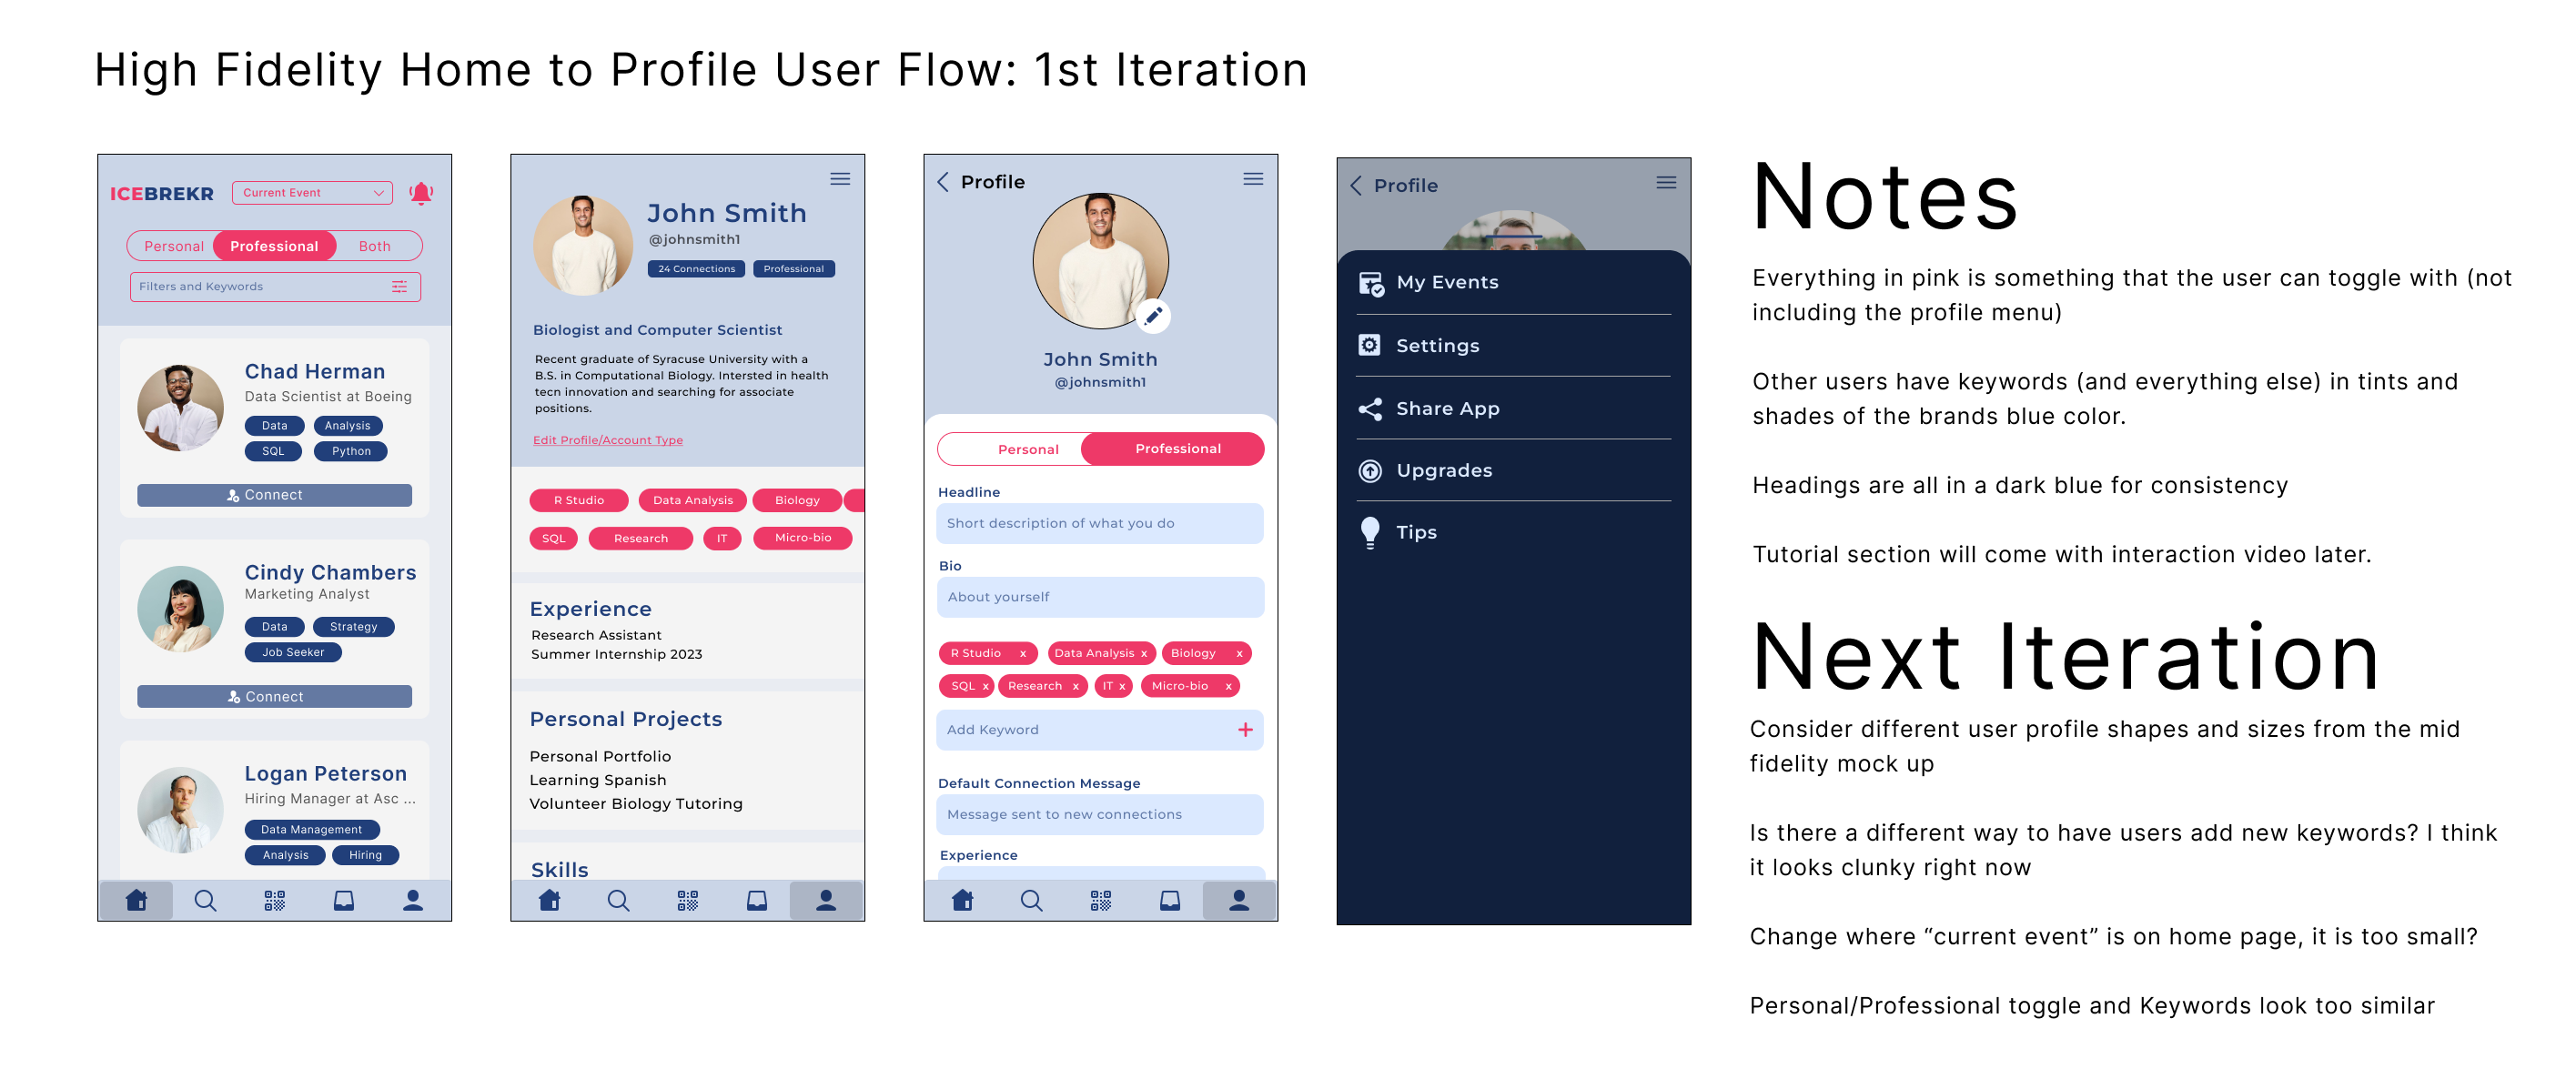 High Fidelity Home to Profile User Flow: 1st Iteration
ICEBREKR
Current Event
Personal
Professional
Both
Filters and Keywords
Chad Herman
Data Scientist at Boeing
Data
Analysis
SQL
Python
Connect
Cindy Chambers
Marketing Analyst
Data
Strategy
Job Seeker
Connect
Logan Peterson
Hiring Manager at Asc ...
Data Management
Analysis
Hiring
John Smith
@johnsmith1
24 Connections
Professional
Biologist and Computer Scientist
Recent graduate of Syracuse University with a
B.S. in Computational Biology. Intersted in health
tecn innovation and searching for associate
positions.
Edit Profile/Account Type
R Studio
Data Analysis
Biology
SQL
Research
IT
Micro-bio
Experience
Research Assistant
Summer Internship 2023
Personal Projects
Personal Portfolio
Learning Spanish
Volunteer Biology Tutoring
Skills
Profile
John Smith
@johnsmith1
Personal
Professional
Headline
Short description of what you do
Bio
About yourself
R Studio x
Data Analysis x
Biology x
SQL x
Research x
IT x
Micro-bio x
Add Keyword +
Default Connection Message
Message sent to new connections
Experience
Profile
My Events
Settings
Share App
Upgrades
Tips
Notes
Everything in pink is something that the user can toggle with (not
including the profile menu)
Other users have keywords (and everything else) in tints and
shades of the brands blue color.
Headings are all in a dark blue for consistency
Tutorial section will come with interaction video later.
Next Iteration
Consider different user profile shapes and sizes from the mid
fidelity mock up
Is there a different way to have users add new keywords? I think
it looks clunky right now
Change where “current event” is on home page, it is too small?
Personal/Professional toggle and Keywords look too similar